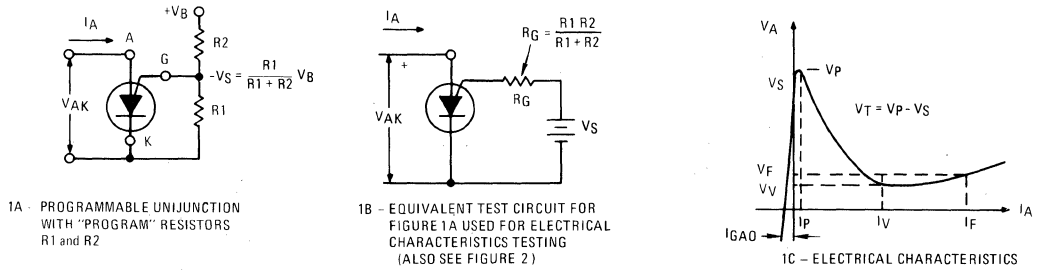 +VB
IA
A
R2
G
-VS = R1 / R1 + R2 VB
VAK
R1
K
1A - PROGRAMMABLE UNIJUNCTION
WITH "PROGRAM" RESISTORS
R1 and R2
IA
RG = R1 R2 / R1 + R2
+
RG
VAK
VS
1B - EQUIVALENT TEST CIRCUIT FOR
FIGURE 1A USED FOR ELECTRICAL
CHARACTERISTICS TESTING
(ALSO SEE FIGURE 2)
VA
VP
VS
VT = VP - VS
VF
VV
IA
IP
IV
IF
IGAO
1C - ELECTRICAL CHARACTERISTICS